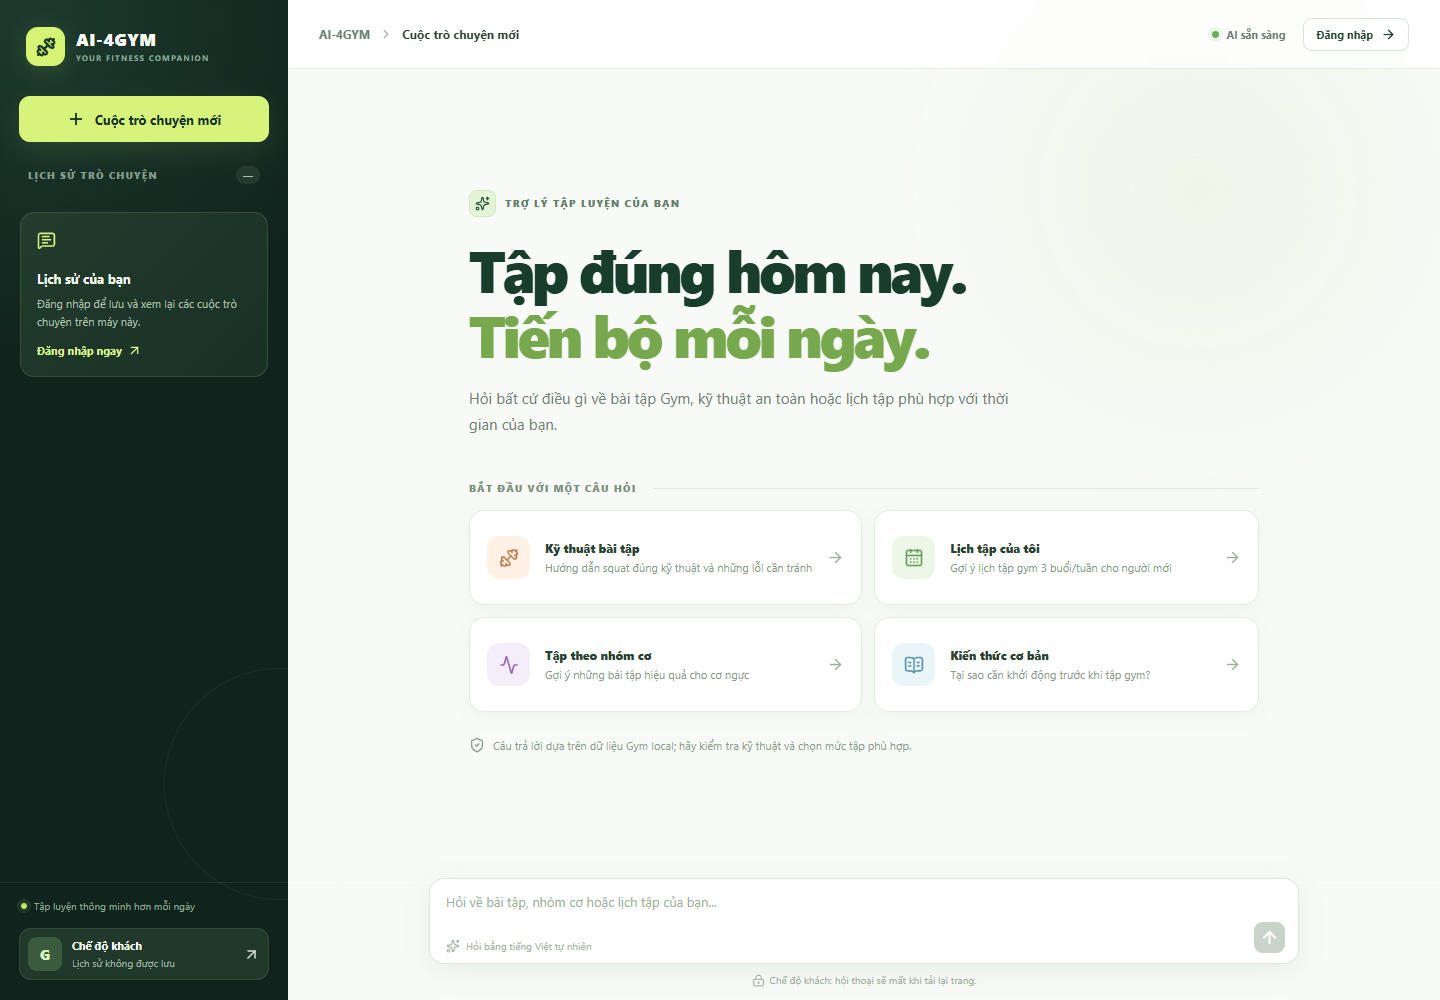 AI-4GYM
YOUR FITNESS COMPANION
Cuộc trò chuyện mới
LỊCH SỬ TRÒ CHUYỆN
—
Lịch sử của bạn
Đăng nhập để lưu và xem lại các cuộc trò
chuyện trên máy này.
Đăng nhập ngay
Tập luyện thông minh hơn mỗi ngày
G
Chế độ khách
Lịch sử không được lưu
AI-4GYM
Cuộc trò chuyện mới
AI sẵn sàng
Đăng nhập
TRỢ LÝ TẬP LUYỆN CỦA BẠN
Tập đúng hôm nay.
Tiến bộ mỗi ngày.
Hỏi bất cứ điều gì về bài tập Gym, kỹ thuật an toàn hoặc lịch tập phù hợp với thời
gian của bạn.
BẮT ĐẦU VỚI MỘT CÂU HỎI
Kỹ thuật bài tập
Hướng dẫn squat đúng kỹ thuật và những lỗi cần tránh
Lịch tập của tôi
Gợi ý lịch tập gym 3 buổi/tuần cho người mới
Tập theo nhóm cơ
Gợi ý những bài tập hiệu quả cho cơ ngực
Kiến thức cơ bản
Tại sao cần khởi động trước khi tập gym?
Câu trả lời dựa trên dữ liệu Gym local; hãy kiểm tra kỹ thuật và chọn mức tập phù hợp.
Hỏi về bài tập, nhóm cơ hoặc lịch tập của bạn...
Hỏi bằng tiếng Việt tự nhiên
Chế độ khách: hội thoại sẽ mất khi tải lại trang.